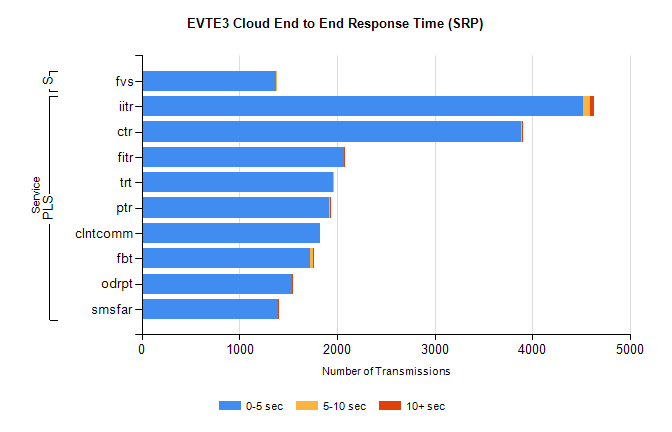 EVTE3 Cloud End to End Response Time (SRP)
Service
S
PLS
fvs
iitr
ctr
fitr
trt
ptr
clntcomm
fbt
odrpt
smsfar
0 1000 2000 3000 4000 5000
Number of Transmissions
0-5 sec 5-10 sec 10+ sec